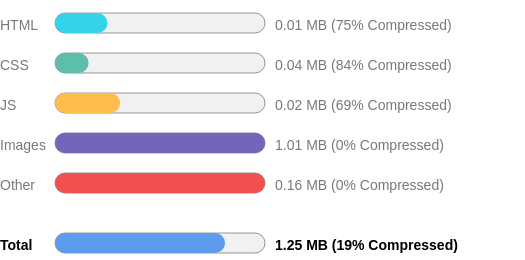 HTML 0.01 MB (75% Compressed)
CSS 0.04 MB (84% Compressed)
JS 0.02 MB (69% Compressed)
Images 1.01 MB (0% Compressed)
Other 0.16 MB (0% Compressed)
Total 1.25 MB (19% Compressed)